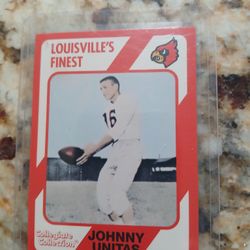 LOUISVILLE'S
FINEST
16
Collegiate
Collection
JOHNNY
UNITAS